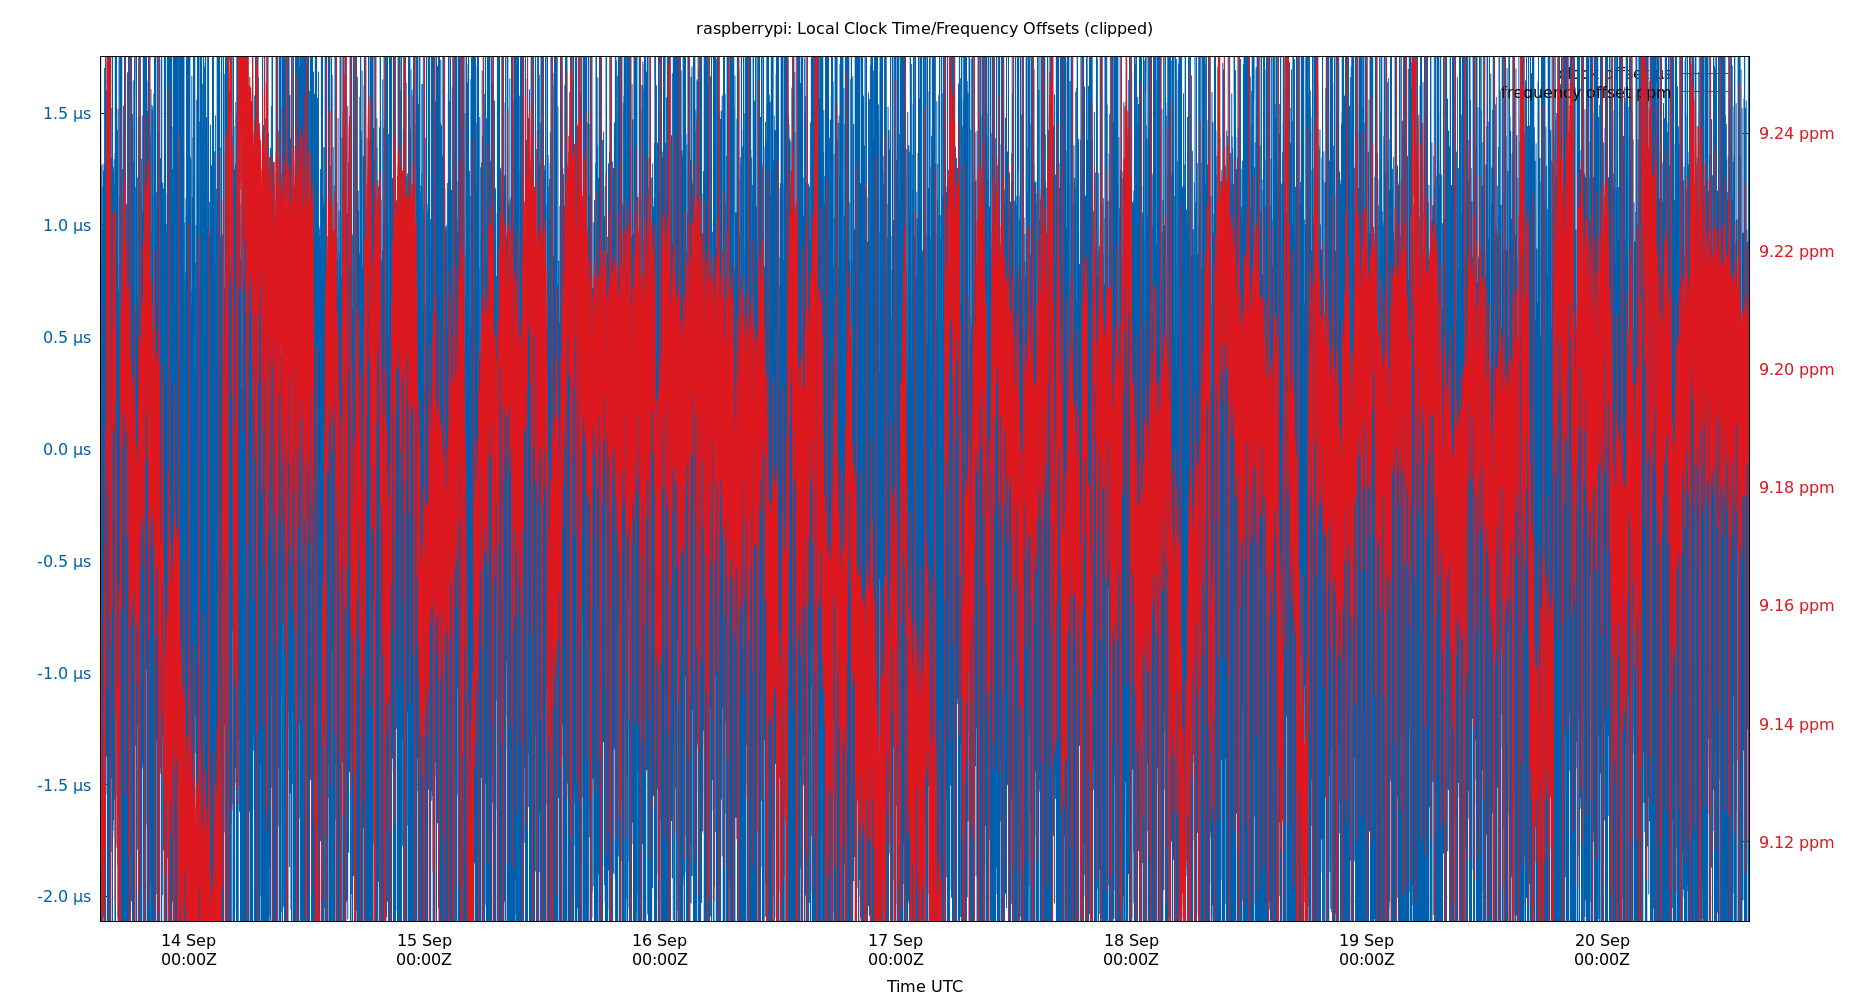 raspberrypi: Local Clock Time/Frequency Offsets (clipped)
clock offset µs
frequency offset ppm
1.5 µs
1.0 µs
0.5 µs
0.0 µs
-0.5 µs
-1.0 µs
-1.5 µs
-2.0 µs
9.24 ppm
9.22 ppm
9.20 ppm
9.18 ppm
9.16 ppm
9.14 ppm
9.12 ppm
14 Sep
00:00Z
15 Sep
00:00Z
16 Sep
00:00Z
17 Sep
00:00Z
18 Sep
00:00Z
19 Sep
00:00Z
20 Sep
00:00Z
Time UTC